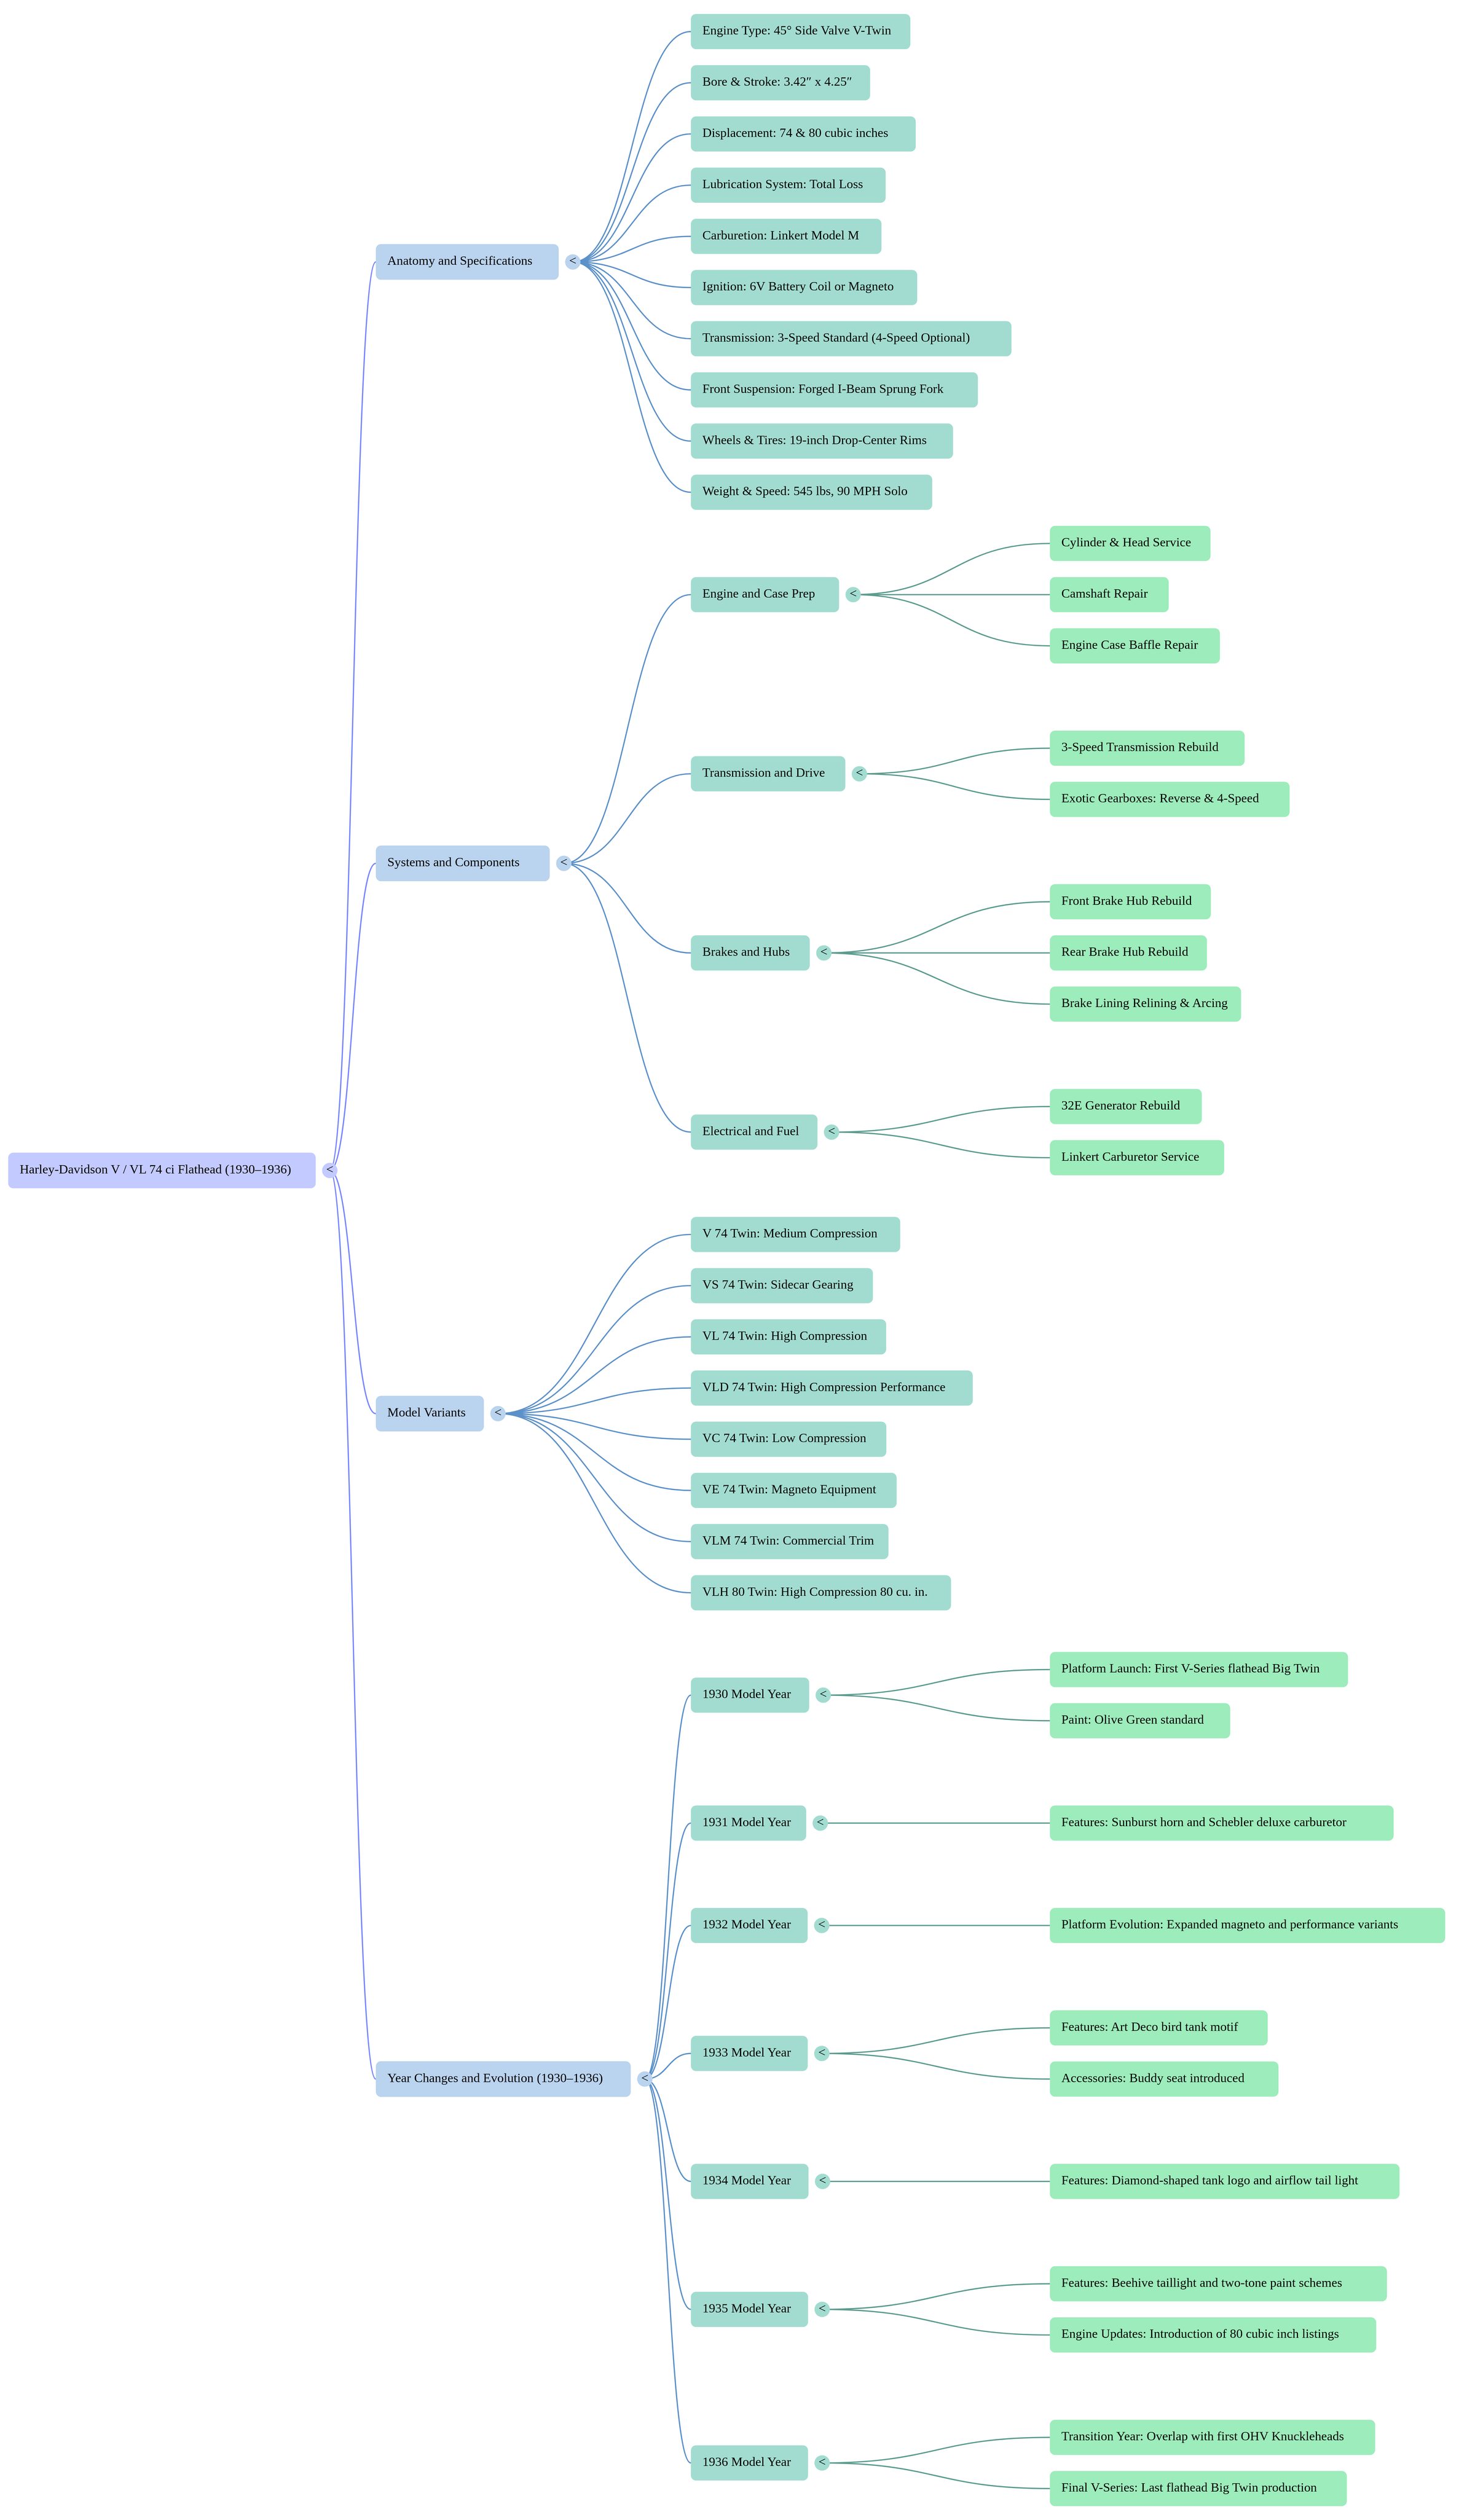 Harley-Davidson V / VL 74 ci Flathead (1930–1936)
<
Anatomy and Specifications
<
Engine Type: 45° Side Valve V-Twin
Bore & Stroke: 3.42″ x 4.25″
Displacement: 74 & 80 cubic inches
Lubrication System: Total Loss
Carburetion: Linkert Model M
Ignition: 6V Battery Coil or Magneto
Transmission: 3-Speed Standard (4-Speed Optional)
Front Suspension: Forged I-Beam Sprung Fork
Wheels & Tires: 19-inch Drop-Center Rims
Weight & Speed: 545 lbs, 90 MPH Solo
Systems and Components
<
Engine and Case Prep
<
Cylinder & Head Service
Camshaft Repair
Engine Case Baffle Repair
Transmission and Drive
<
3-Speed Transmission Rebuild
Exotic Gearboxes: Reverse & 4-Speed
Brakes and Hubs
<
Front Brake Hub Rebuild
Rear Brake Hub Rebuild
Brake Lining Relining & Arcing
Electrical and Fuel
<
32E Generator Rebuild
Linkert Carburetor Service
Model Variants
<
V 74 Twin: Medium Compression
VS 74 Twin: Sidecar Gearing
VL 74 Twin: High Compression
VLD 74 Twin: High Compression Performance
VC 74 Twin: Low Compression
VE 74 Twin: Magneto Equipment
VLM 74 Twin: Commercial Trim
VLH 80 Twin: High Compression 80 cu. in.
Year Changes and Evolution (1930–1936)
<
1930 Model Year
<
Platform Launch: First V-Series flathead Big Twin
Paint: Olive Green standard
1931 Model Year
<
Features: Sunburst horn and Schebler deluxe carburetor
1932 Model Year
<
Platform Evolution: Expanded magneto and performance variants
1933 Model Year
<
Features: Art Deco bird tank motif
Accessories: Buddy seat introduced
1934 Model Year
<
Features: Diamond-shaped tank logo and airflow tail light
1935 Model Year
<
Features: Beehive taillight and two-tone paint schemes
Engine Updates: Introduction of 80 cubic inch listings
1936 Model Year
<
Transition Year: Overlap with first OHV Knuckleheads
Final V-Series: Last flathead Big Twin production